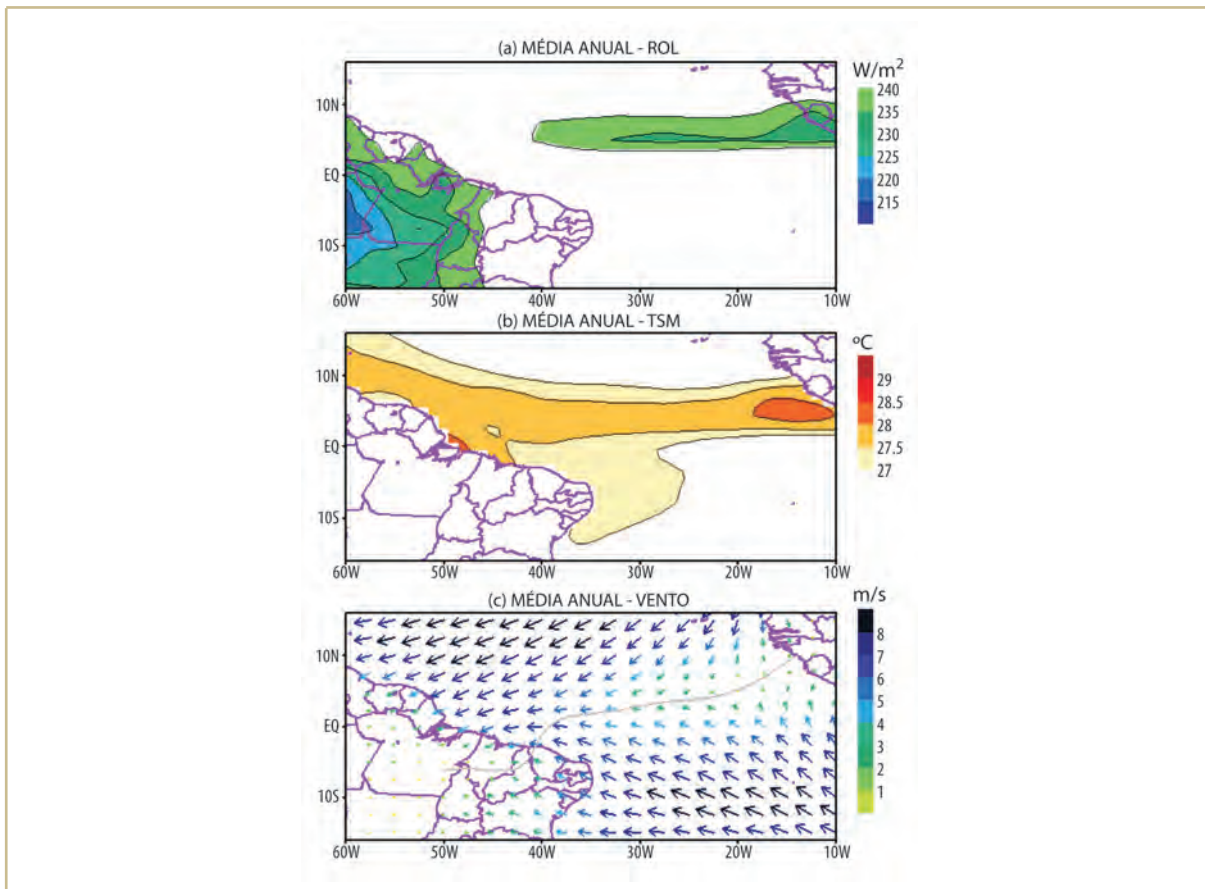 (a) MÉDIA ANUAL - ROL
W/m²
10N
EQ
10S
60W 50W 40W 30W 20W 10W
240
235
230
225
220
215
(b) MÉDIA ANUAL - TSM
ºC
10N
EQ
10S
60W 50W 40W 30W 20W 10W
29
28.5
28
27.5
27
(c) MÉDIA ANUAL - VENTO
m/s
10N
EQ
10S
60W 50W 40W 30W 20W 10W
8
7
6
5
4
3
2
1